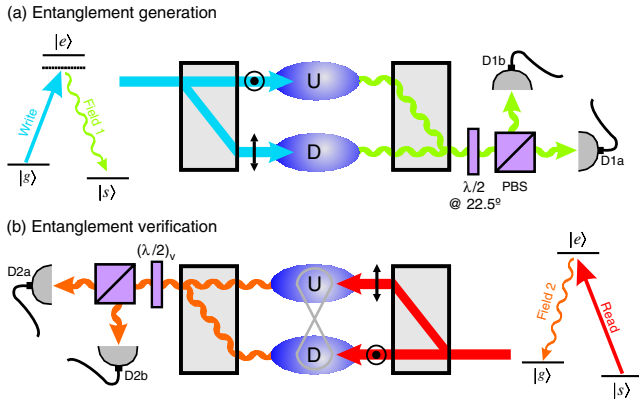 (a) Entanglement generation
|e⟩
Write
Field 1
|g⟩
|s⟩
U
D
D1b
D1a
λ/2
@ 22.5º
PBS
(b) Entanglement verification
D2a
(λ/2)ᵥ
D2b
U
D
|e⟩
Field 2
Read
|g⟩
|s⟩